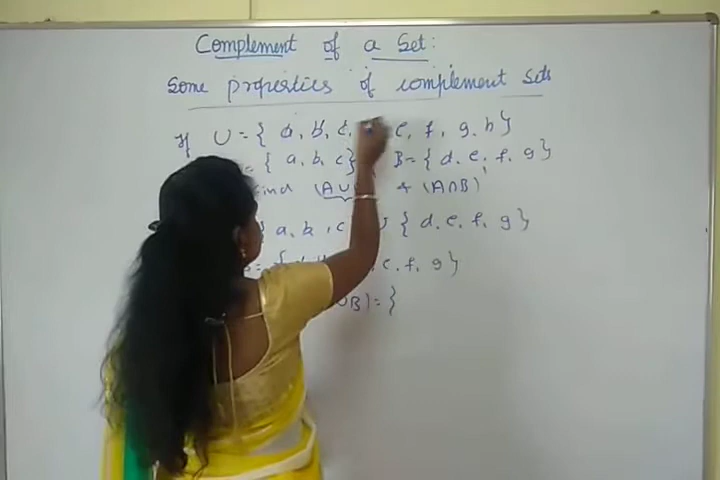 Complement of a Set:
Some properties of complement sets
If U = { a, b, c, e, f, g, h }
= { a, b, c } B = { d, e, f, g }
find (A ∪ & (A∩B)'
a, b, c ∪ { d, e, f, g }
= { e, f, g }
∪B) = {